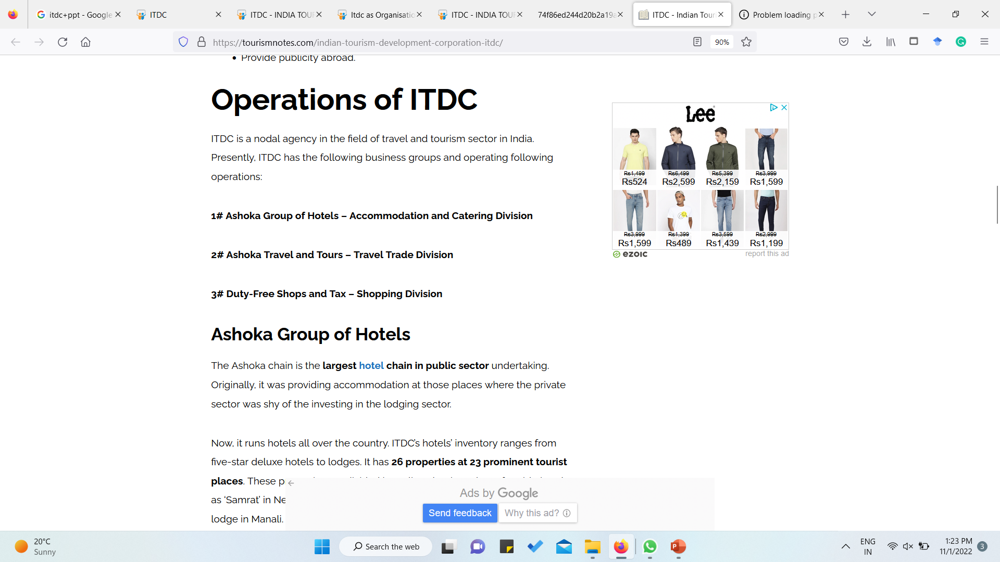 itdc+ppt - Google
ITDC
ITDC - INDIA TOU
Itdc as Organisatio
ITDC - INDIA TOU
74f86ed244d20b2a19a
ITDC - Indian Tour
Problem loading p
https://tourismnotes.com/indian-tourism-development-corporation-itdc/
90%
Provide publicity abroad.
Operations of ITDC
ITDC is a nodal agency in the field of travel and tourism sector in India.
Presently, ITDC has the following business groups and operating following
operations:
1# Ashoka Group of Hotels – Accommodation and Catering Division
2# Ashoka Travel and Tours – Travel Trade Division
3# Duty-Free Shops and Tax – Shopping Division
Ashoka Group of Hotels
The Ashoka chain is the largest hotel chain in public sector undertaking.
Originally, it was providing accommodation at those places where the private
sector was shy of the investing in the lodging sector.
Now, it runs hotels all over the country. ITDC’s hotels’ inventory ranges from
five-star deluxe hotels to lodges. It has 26 properties at 23 prominent tourist
places. These p
as ‘Samrat’ in Ne
lodge in Manali.
Lee
Rs1,499 Rs6,499 Rs5,399 Rs3,999
Rs524 Rs2,599 Rs2,159 Rs1,599
Rs3,999 Rs1,399 Rs3,599 Rs2,999
Rs1,599 Rs489 Rs1,439 Rs1,199
ezoic report this ad
Ads by Google
Send feedback Why this ad?
20°C
Sunny
Search the web
ENG
IN
1:23 PM
11/1/2022
3